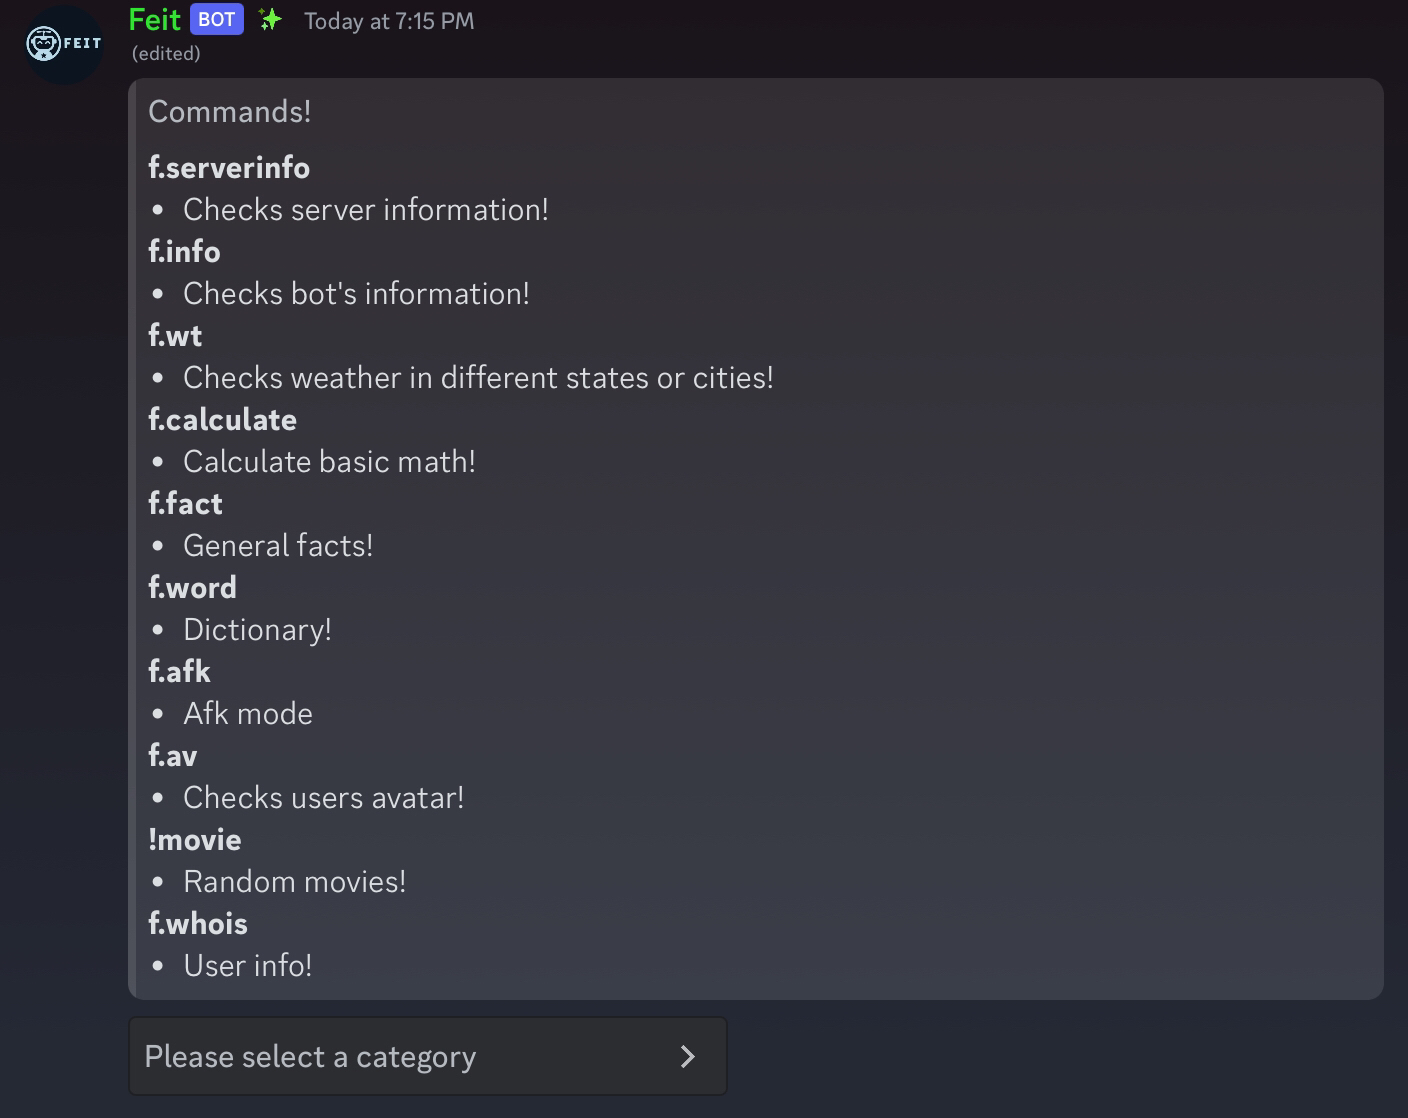 FEIT
Feit BOT Today at 7:15 PM
(edited)
Commands!
f.serverinfo
• Checks server information!
f.info
• Checks bot's information!
f.wt
• Checks weather in different states or cities!
f.calculate
• Calculate basic math!
f.fact
• General facts!
f.word
• Dictionary!
f.afk
• Afk mode
f.av
• Checks users avatar!
!movie
• Random movies!
f.whois
• User info!
Please select a category